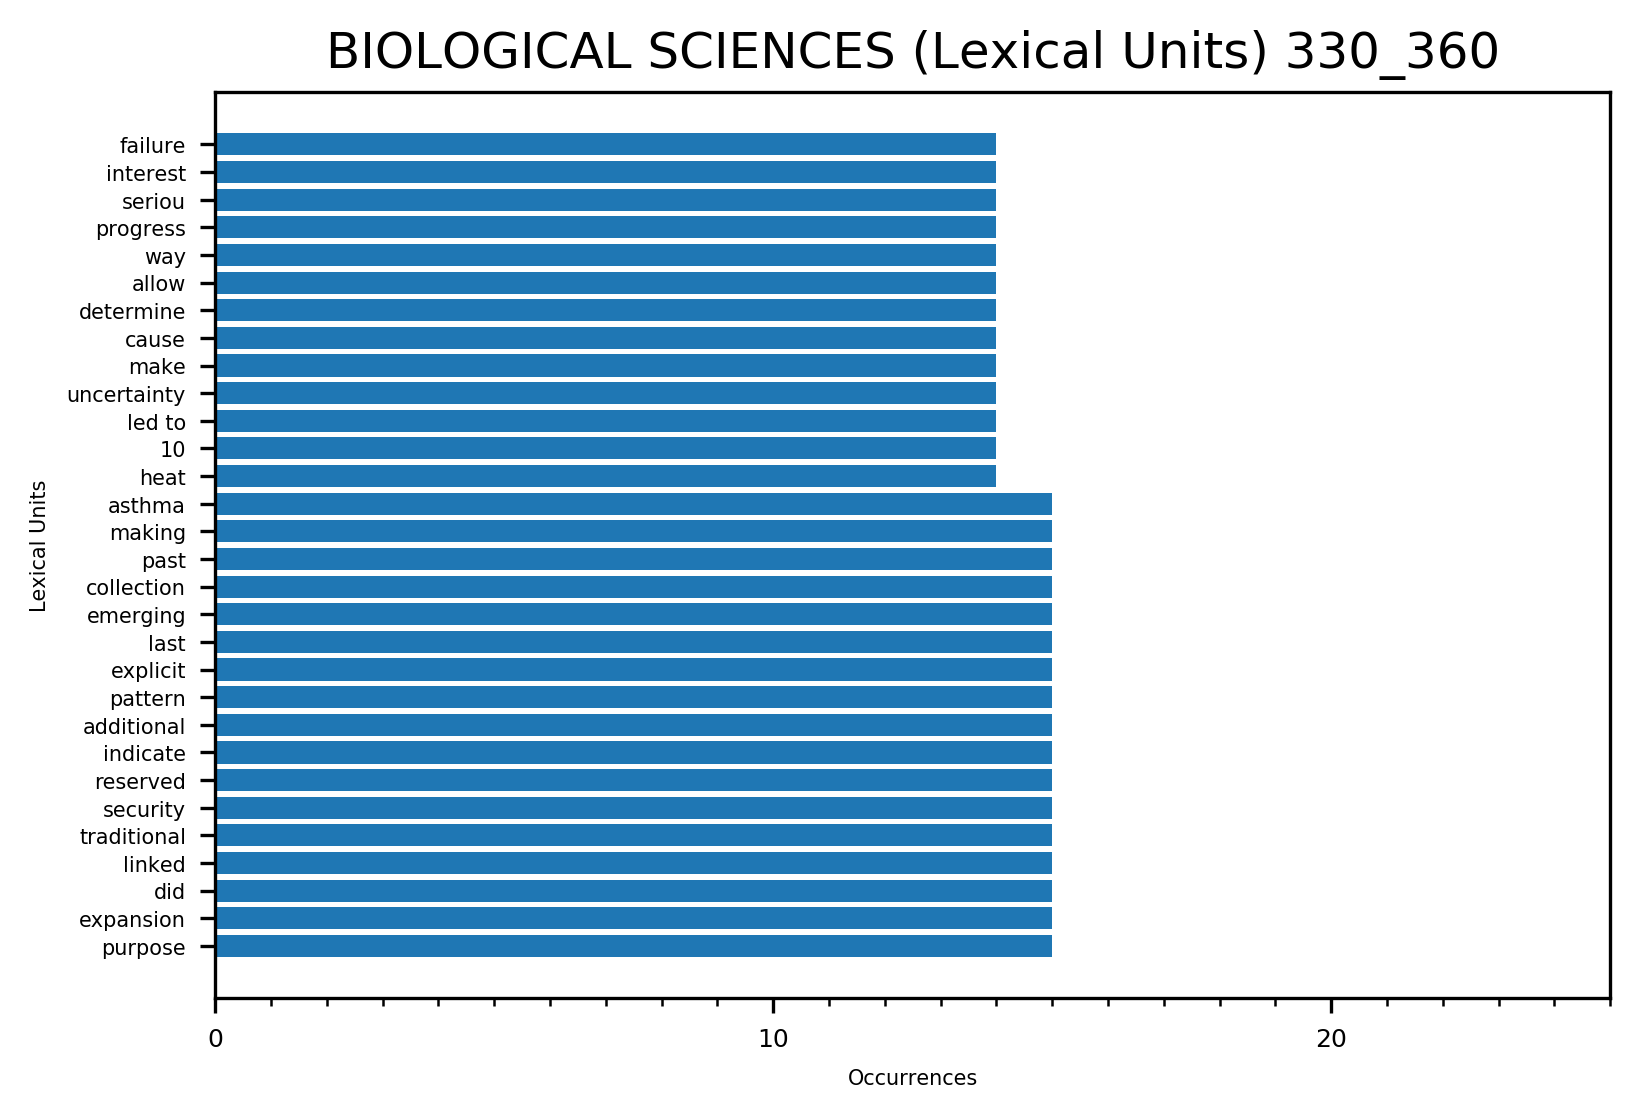 BIOLOGICAL SCIENCES (Lexical Units) 330_360
failure
interest
seriou
progress
way
allow
determine
cause
make
uncertainty
led to
10
heat
asthma
making
past
collection
emerging
last
explicit
pattern
additional
indicate
reserved
security
traditional
linked
did
expansion
purpose
Lexical Units
0 10 20
Occurrences